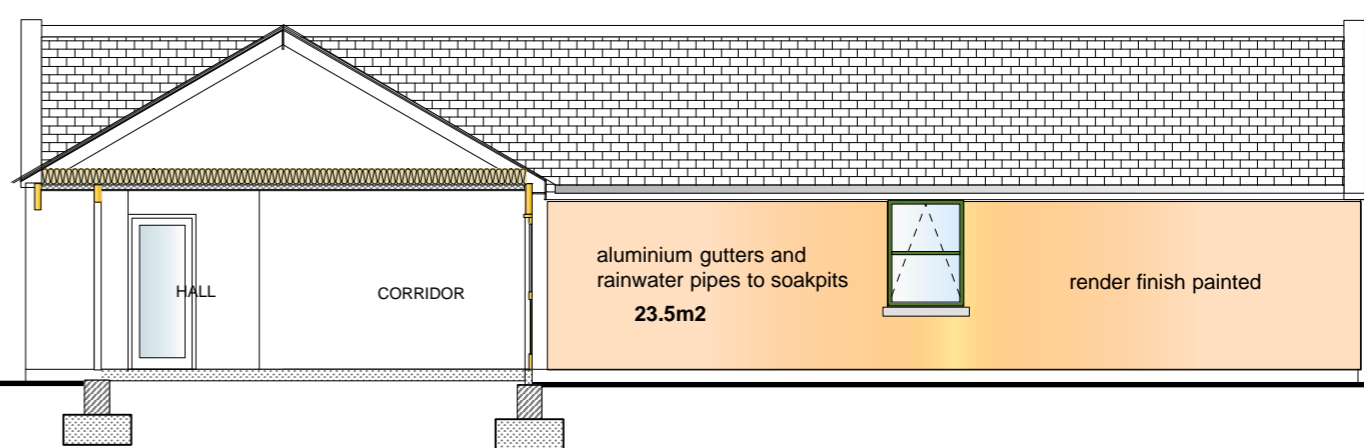 HALL
CORRIDOR
aluminium gutters and
rainwater pipes to soakpits
23.5m2
render finish painted